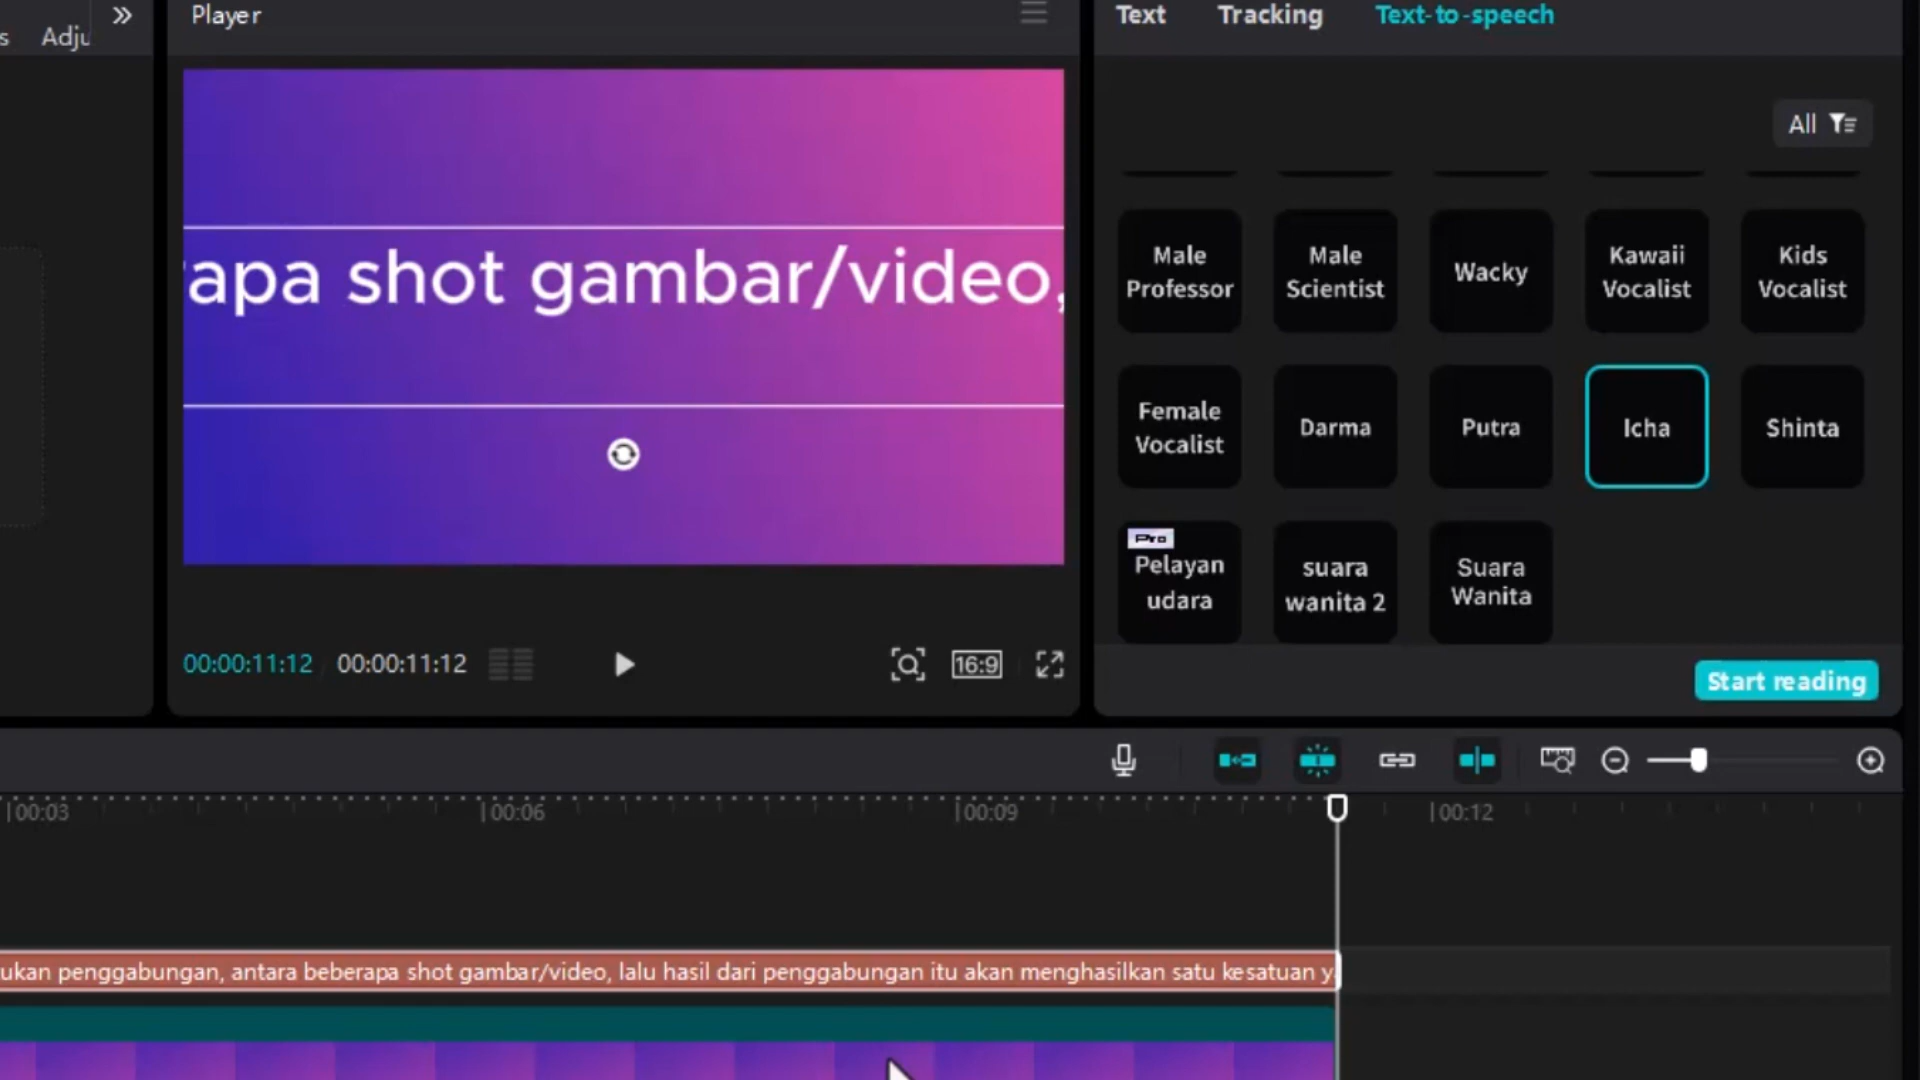 Adju
Player
Text Tracking Text-to-speech
All
Male Professor
Male Scientist
Wacky
Kawaii Vocalist
Kids Vocalist
Female Vocalist
Darma
Putra
Icha
Shinta
Pro
Pelayan udara
suara wanita 2
Suara Wanita
apa shot gambar/video,
00:00:11:12 00:00:11:12
16:9
Start reading
00:03 00:06 00:09 00:12
ukan penggabungan, antara beberapa shot gambar/video, lalu hasil dari penggabungan itu akan menghasilkan satu kesatuan y